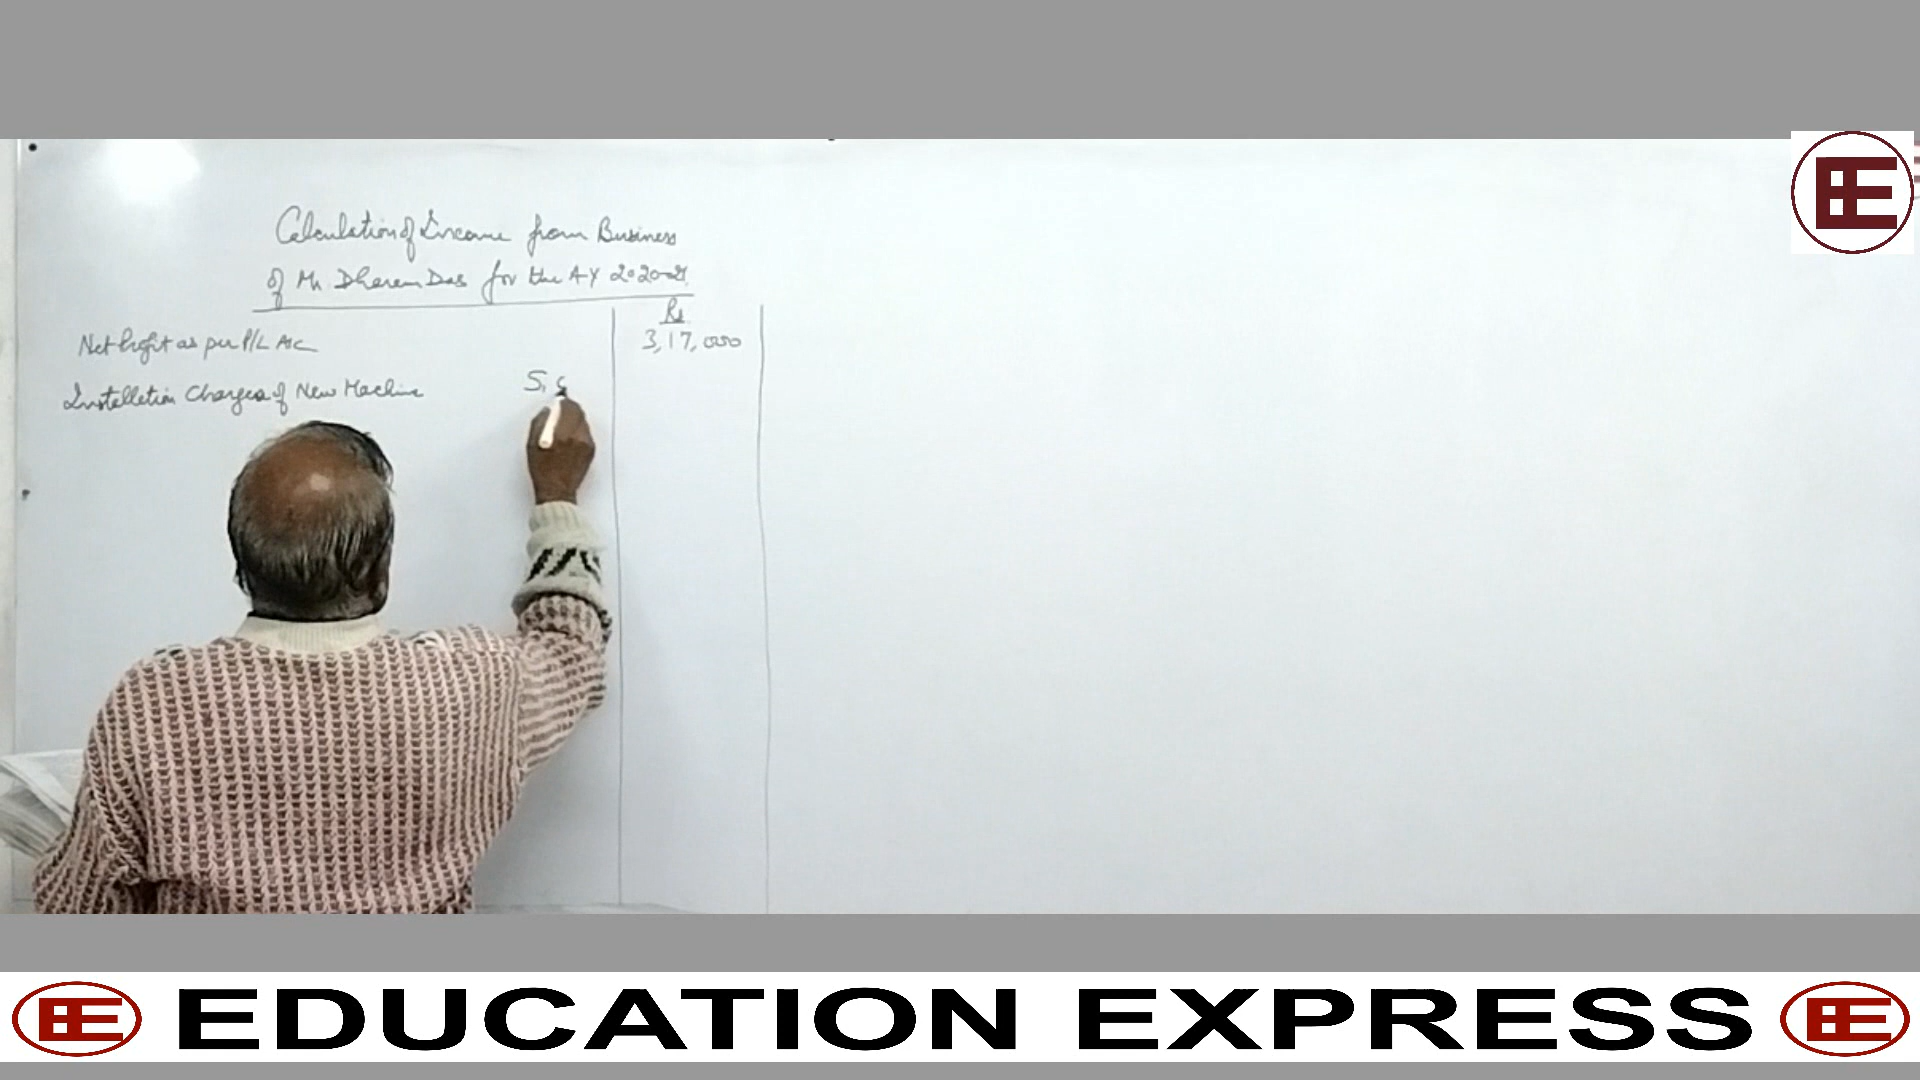 Calculation of Income from Business
of Mr Dharam Das for the A-Y 2020-21
Rs
Net Profit as per P/L A/C 3,17,000
Installation Charges of New Machine 5,
EDUCATION EXPRESS